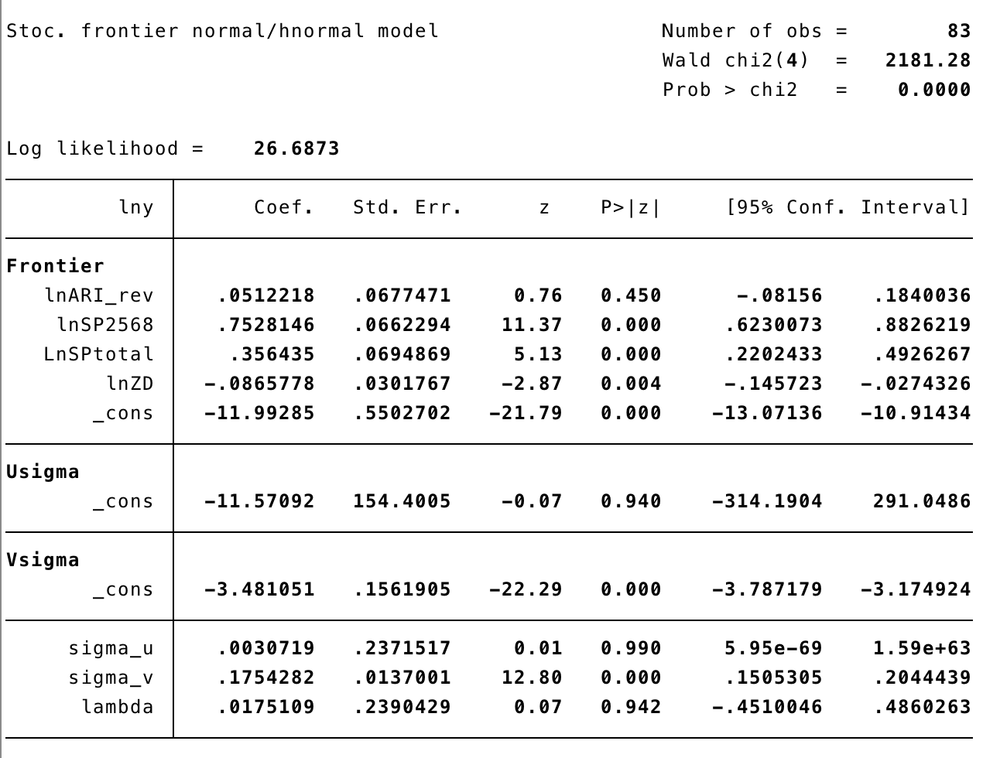 Stoc. frontier normal/hnormal model Number of obs = 83
Wald chi2(4) = 2181.28
Prob > chi2 = 0.0000
Log likelihood = 26.6873
lny Coef. Std. Err. z P>|z| [95% Conf. Interval]
Frontier
lnARI_rev .0512218 .0677471 0.76 0.450 -.08156 .1840036
lnSP2568 .7528146 .0662294 11.37 0.000 .6230073 .8826219
LnSPtotal .356435 .0694869 5.13 0.000 .2202433 .4926267
lnZD -.0865778 .0301767 -2.87 0.004 -.145723 -.0274326
_cons -11.99285 .5502702 -21.79 0.000 -13.07136 -10.91434
Usigma
_cons -11.57092 154.4005 -0.07 0.940 -314.1904 291.0486
Vsigma
_cons -3.481051 .1561905 -22.29 0.000 -3.787179 -3.174924
sigma_u .0030719 .2371517 0.01 0.990 5.95e-69 1.59e+63
sigma_v .1754282 .0137001 12.80 0.000 .1505305 .2044439
lambda .0175109 .2390429 0.07 0.942 -.4510046 .4860263